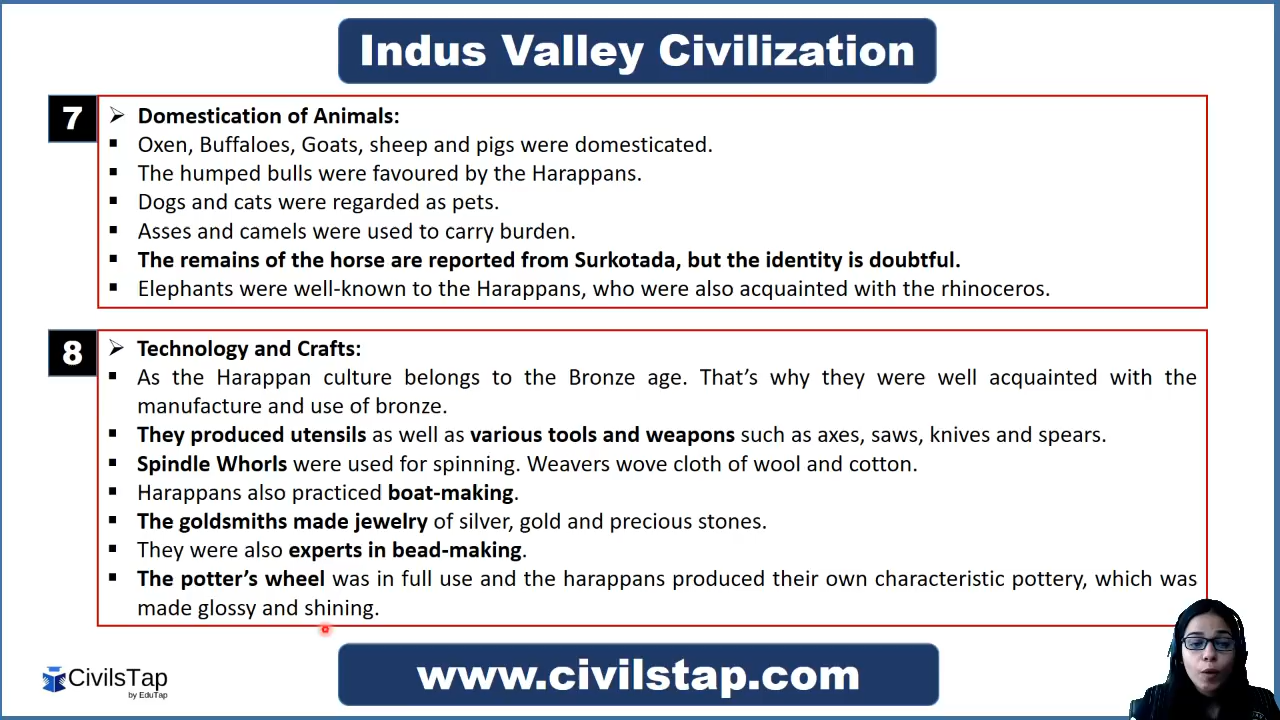 Indus Valley Civilization
7
➢ Domestication of Animals:
▪ Oxen, Buffaloes, Goats, sheep and pigs were domesticated.
▪ The humped bulls were favoured by the Harappans.
▪ Dogs and cats were regarded as pets.
▪ Asses and camels were used to carry burden.
▪ The remains of the horse are reported from Surkotada, but the identity is doubtful.
▪ Elephants were well-known to the Harappans, who were also acquainted with the rhinoceros.
8
➢ Technology and Crafts:
▪ As the Harappan culture belongs to the Bronze age. That's why they were well acquainted with the
manufacture and use of bronze.
▪ They produced utensils as well as various tools and weapons such as axes, saws, knives and spears.
▪ Spindle Whorls were used for spinning. Weavers wove cloth of wool and cotton.
▪ Harappans also practiced boat-making.
▪ The goldsmiths made jewelry of silver, gold and precious stones.
▪ They were also experts in bead-making.
▪ The potter's wheel was in full use and the harappans produced their own characteristic pottery, which was
made glossy and shining.
CivilsTap
by EduTap
www.civilstap.com